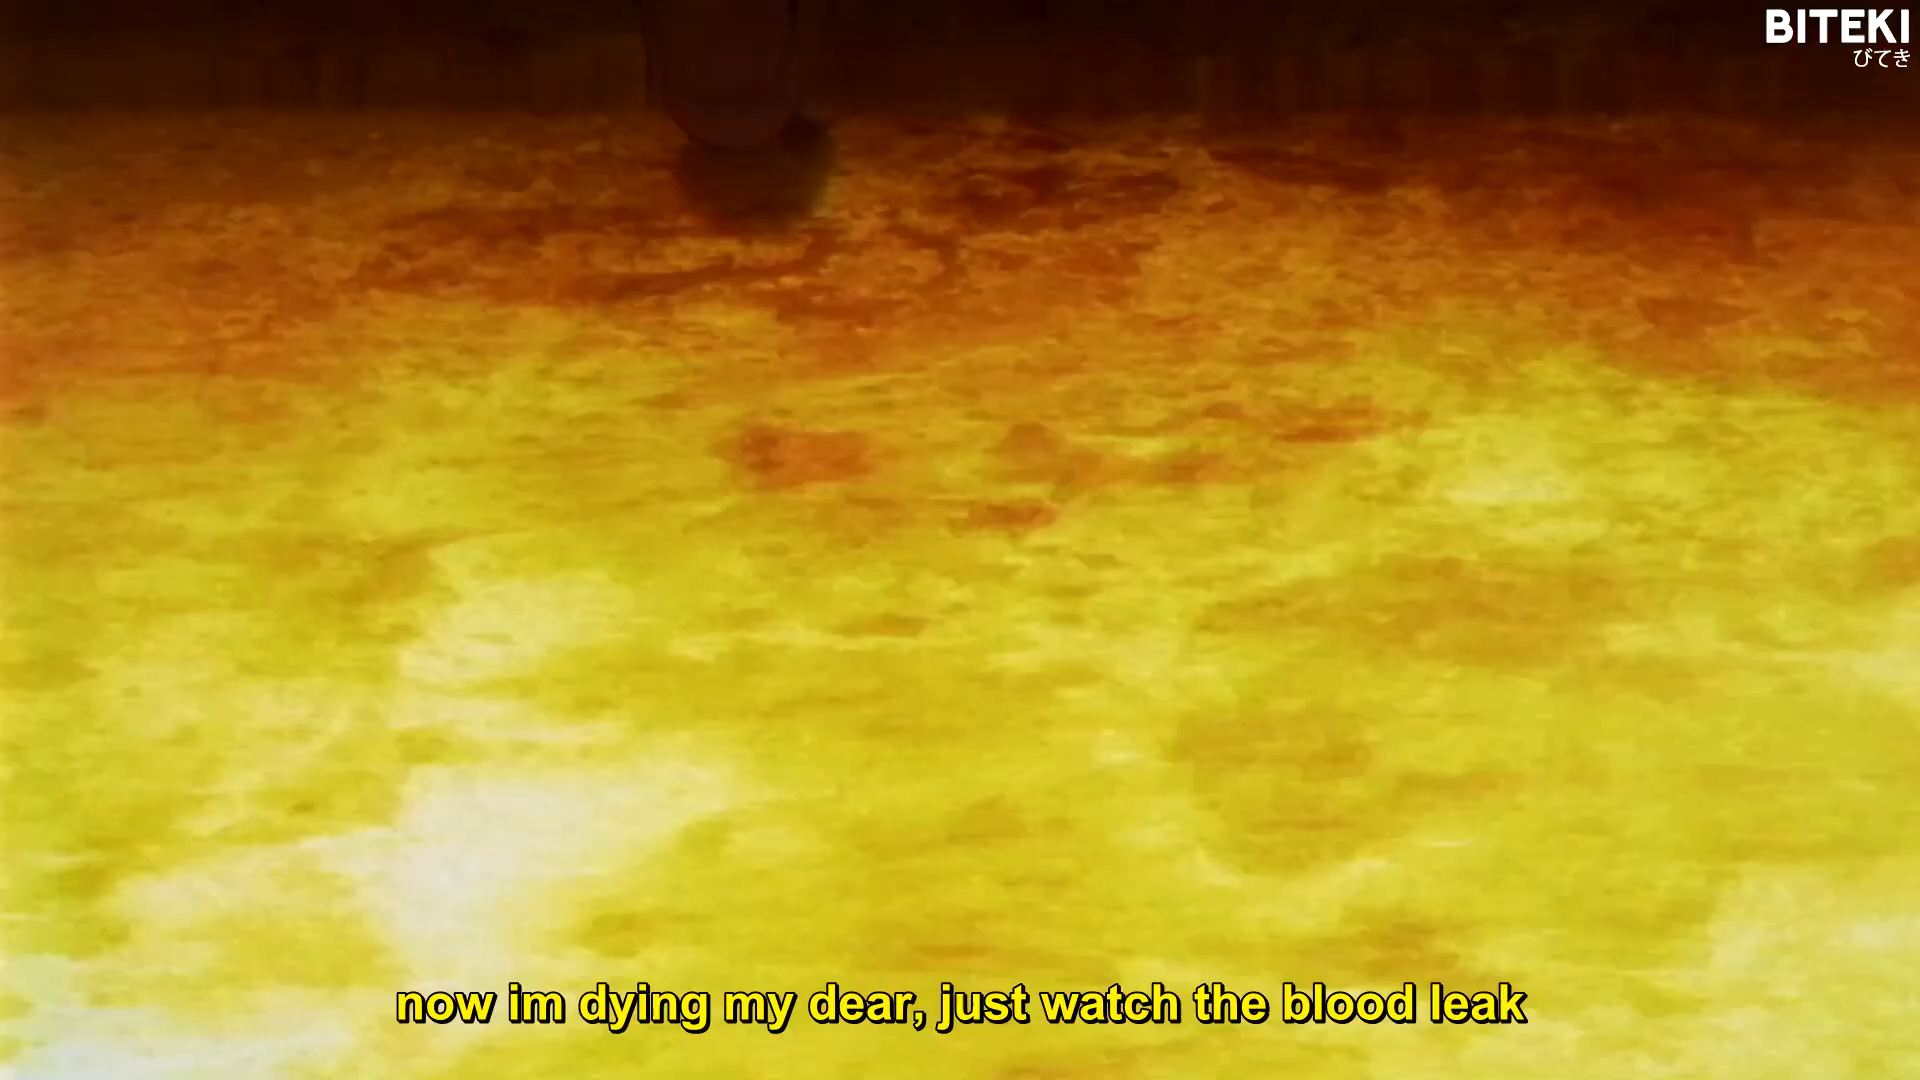 BITEKI
びてき
now im dying my dear, just watch the blood leak